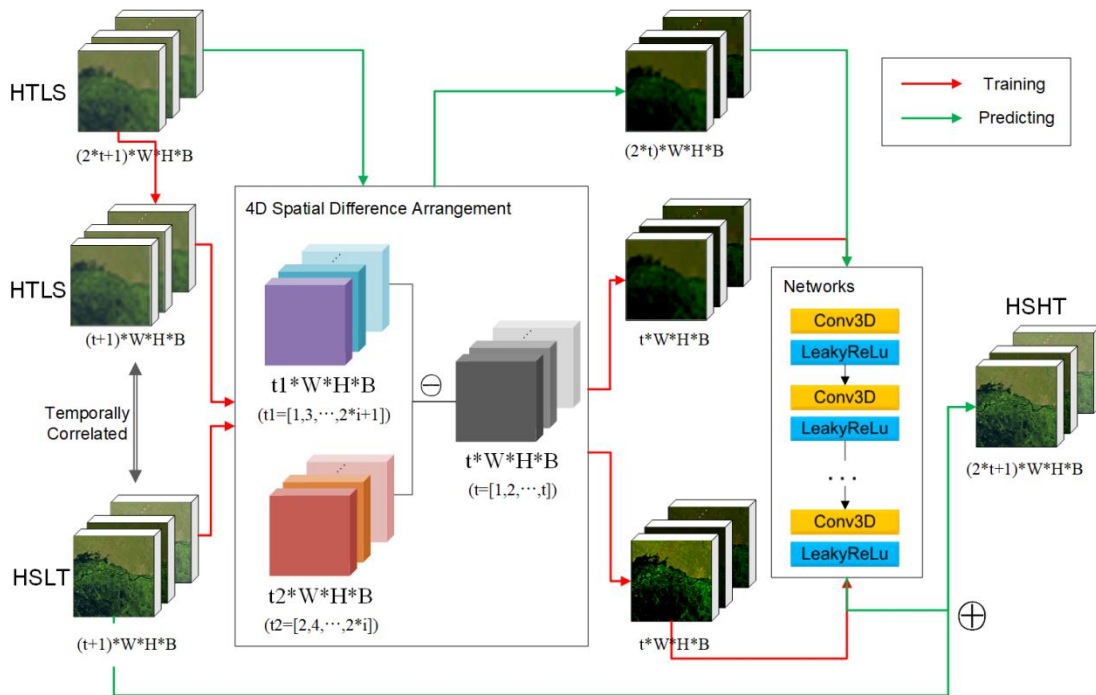 HTLS
(2*t+1)*W*H*B
HTLS
(t+1)*W*H*B
Temporally
Correlated
HSLT
(t+1)*W*H*B
4D Spatial Difference Arrangement
t1*W*H*B
(t1=[1,3,⋯,2*i+1])
t2*W*H*B
(t2=[2,4,⋯,2*i])
⊖
t*W*H*B
(t=[1,2,⋯,t])
(2*t)*W*H*B
t*W*H*B
t*W*H*B
Training
Predicting
Networks
Conv3D
LeakyReLu
Conv3D
LeakyReLu
...
Conv3D
LeakyReLu
HSHT
(2*t+1)*W*H*B
⊕